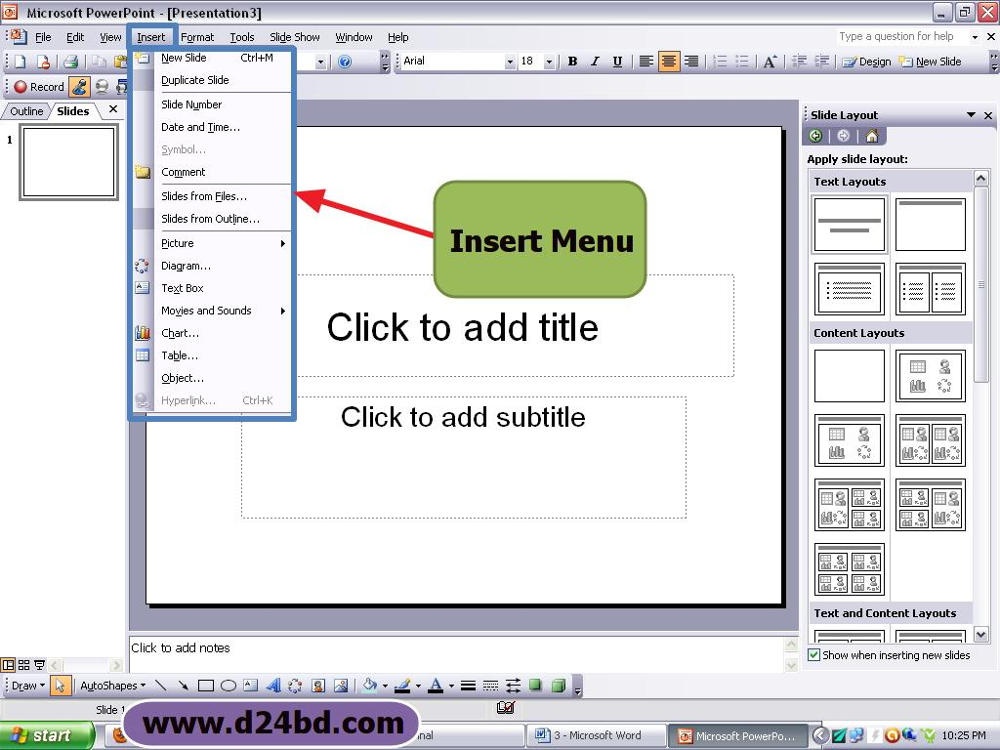 Microsoft PowerPoint - [Presentation3]
File Edit View Insert Format Tools Slide Show Window Help
Type a question for help
Arial 18 B I U A Design New Slide
Record
Outline Slides
1
New Slide Ctrl+M
Duplicate Slide
Slide Number
Date and Time...
Symbol...
Comment
Slides from Files...
Slides from Outline...
Picture
Diagram...
Text Box
Movies and Sounds
Chart...
Table...
Object...
Hyperlink... Ctrl+K
Insert Menu
Click to add title
Click to add subtitle
Slide Layout
Apply slide layout:
Text Layouts
Content Layouts
Text and Content Layouts
Show when inserting new slides
Click to add notes
Draw AutoShapes A
Slide 1
www.d24bd.com
start
3 - Microsoft Word
Microsoft PowerPo...
10:25 PM